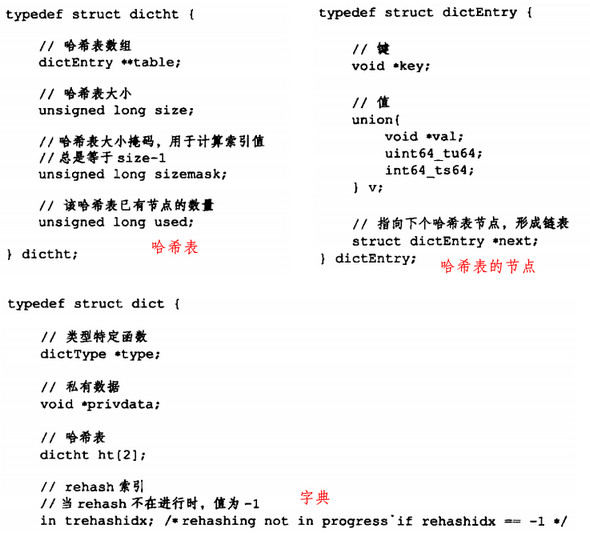 typedef struct dictht {
// 哈希表数组
dictEntry **table;
// 哈希表大小
unsigned long size;
// 哈希表大小掩码，用于计算索引值
// 总是等于 size-1
unsigned long sizemask;
// 该哈希表已有节点的数量
unsigned long used;
} dictht;
哈希表
typedef struct dictEntry {
// 键
void *key;
// 值
union{
void *val;
uint64_tu64;
int64_ts64;
} v;
// 指向下个哈希表节点，形成链表
struct dictEntry *next;
} dictEntry;
哈希表的节点
typedef struct dict {
// 类型特定函数
dictType *type;
// 私有数据
void *privdata;
// 哈希表
dictht ht[2];
// rehash 索引
// 当 rehash 不在进行时，值为 -1
in trehashidx; /* rehashing not in progress if rehashidx == -1 */
字典